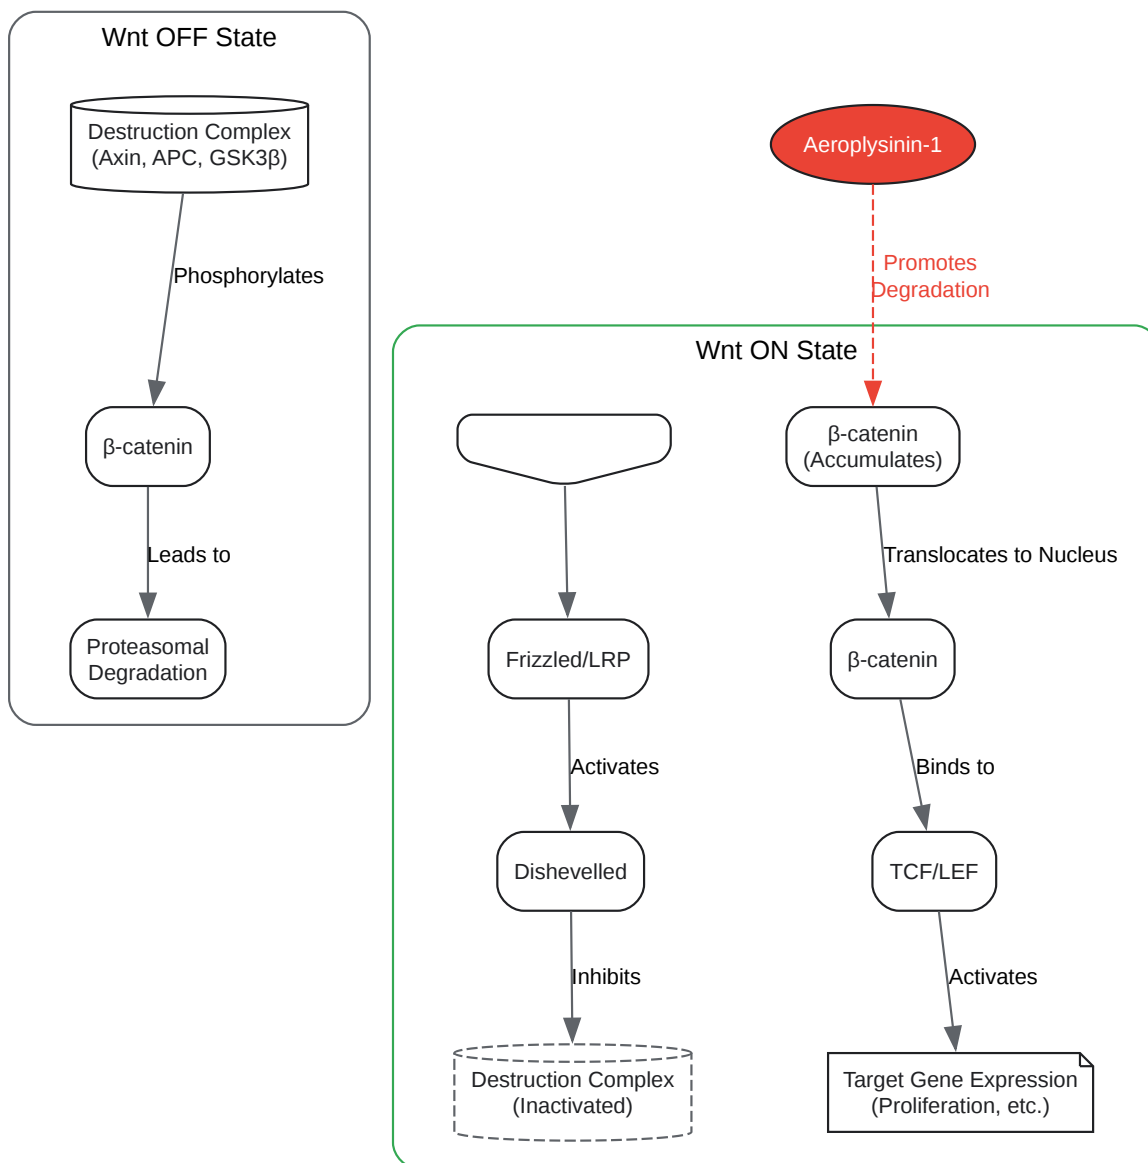 Wnt OFF State
Destruction Complex
(Axin, APC, GSK3β)
Phosphorylates
β-catenin
Leads to
Proteasomal
Degradation
Aeroplysinin-1
Promotes
Degradation
Wnt ON State
Frizzled/LRP
Activates
Dishevelled
Inhibits
Destruction Complex
(Inactivated)
β-catenin
(Accumulates)
Translocates to Nucleus
β-catenin
Binds to
TCF/LEF
Activates
Target Gene Expression
(Proliferation, etc.)